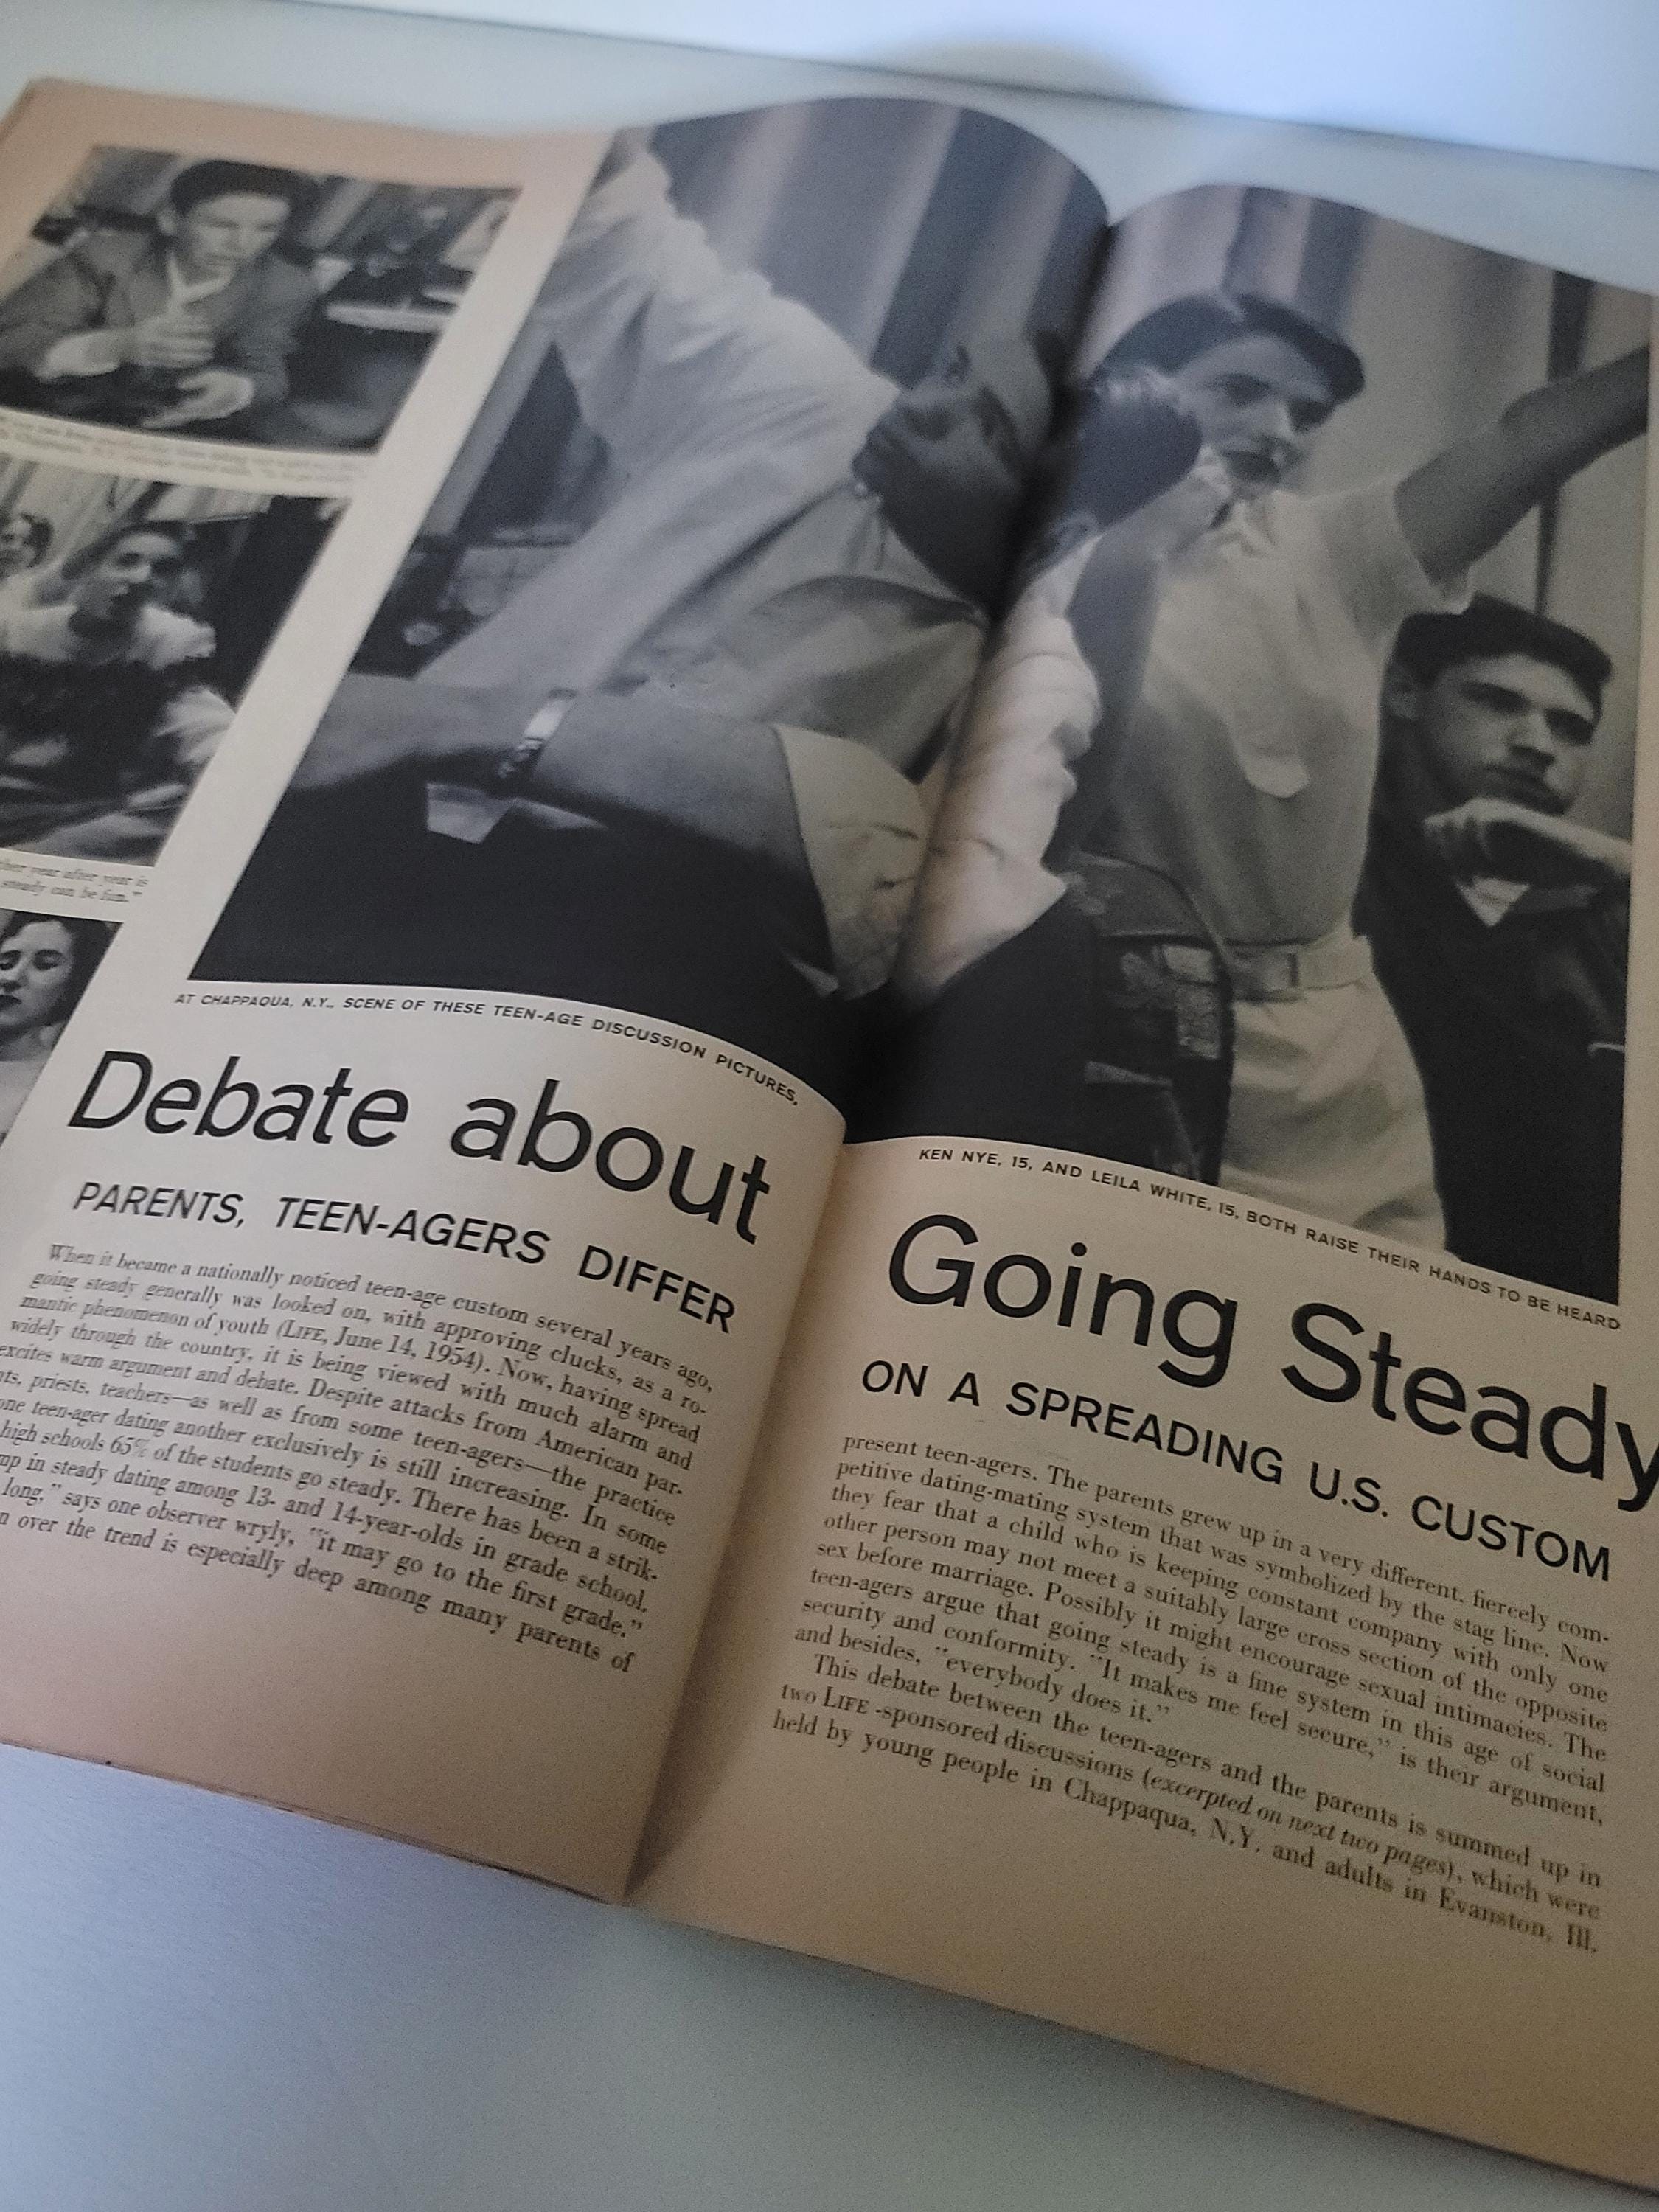 ther year after year is
steady can be fun."
AT CHAPPAQUA, N.Y., SCENE OF THESE TEEN-AGE DISCUSSION PICTURES,
Debate about
PARENTS, TEEN-AGERS DIFFER
When it became a nationally noticed teen-age custom several years ago,
going steady generally was looked on, with approving clucks, as a ro-
mantic phenomenon of youth (LIFE, June 14, 1954). Now, having spread
widely through the country, it is being viewed with much alarm and
excites warm argument and debate. Despite attacks from American par-
nts, priests, teachers—as well as from some teen-agers—the practice
one teen-ager dating another exclusively is still increasing. In some
high schools 65% of the students go steady. There has been a strik-
mp in steady dating among 13- and 14-year-olds in grade school.
long," says one observer wryly, "it may go to the first grade."
n over the trend is especially deep among many parents of
KEN NYE, 15, AND LEILA WHITE, 15, BOTH RAISE THEIR HANDS TO BE HEARD
Going Steady
ON A SPREADING U.S. CUSTOM
present teen-agers. The parents grew up in a very different, fiercely com-
petitive dating-mating system that was symbolized by the stag line. Now
they fear that a child who is keeping constant company with only one
other person may not meet a suitably large cross section of the opposite
sex before marriage. Possibly it might encourage sexual intimacies. The
teen-agers argue that going steady is a fine system in this age of social
security and conformity. "It makes me feel secure," is their argument,
and besides, "everybody does it."
This debate between the teen-agers and the parents is summed up in
two LIFE-sponsored discussions (excerpted on next two pages), which were
held by young people in Chappaqua, N.Y. and adults in Evanston, Ill.